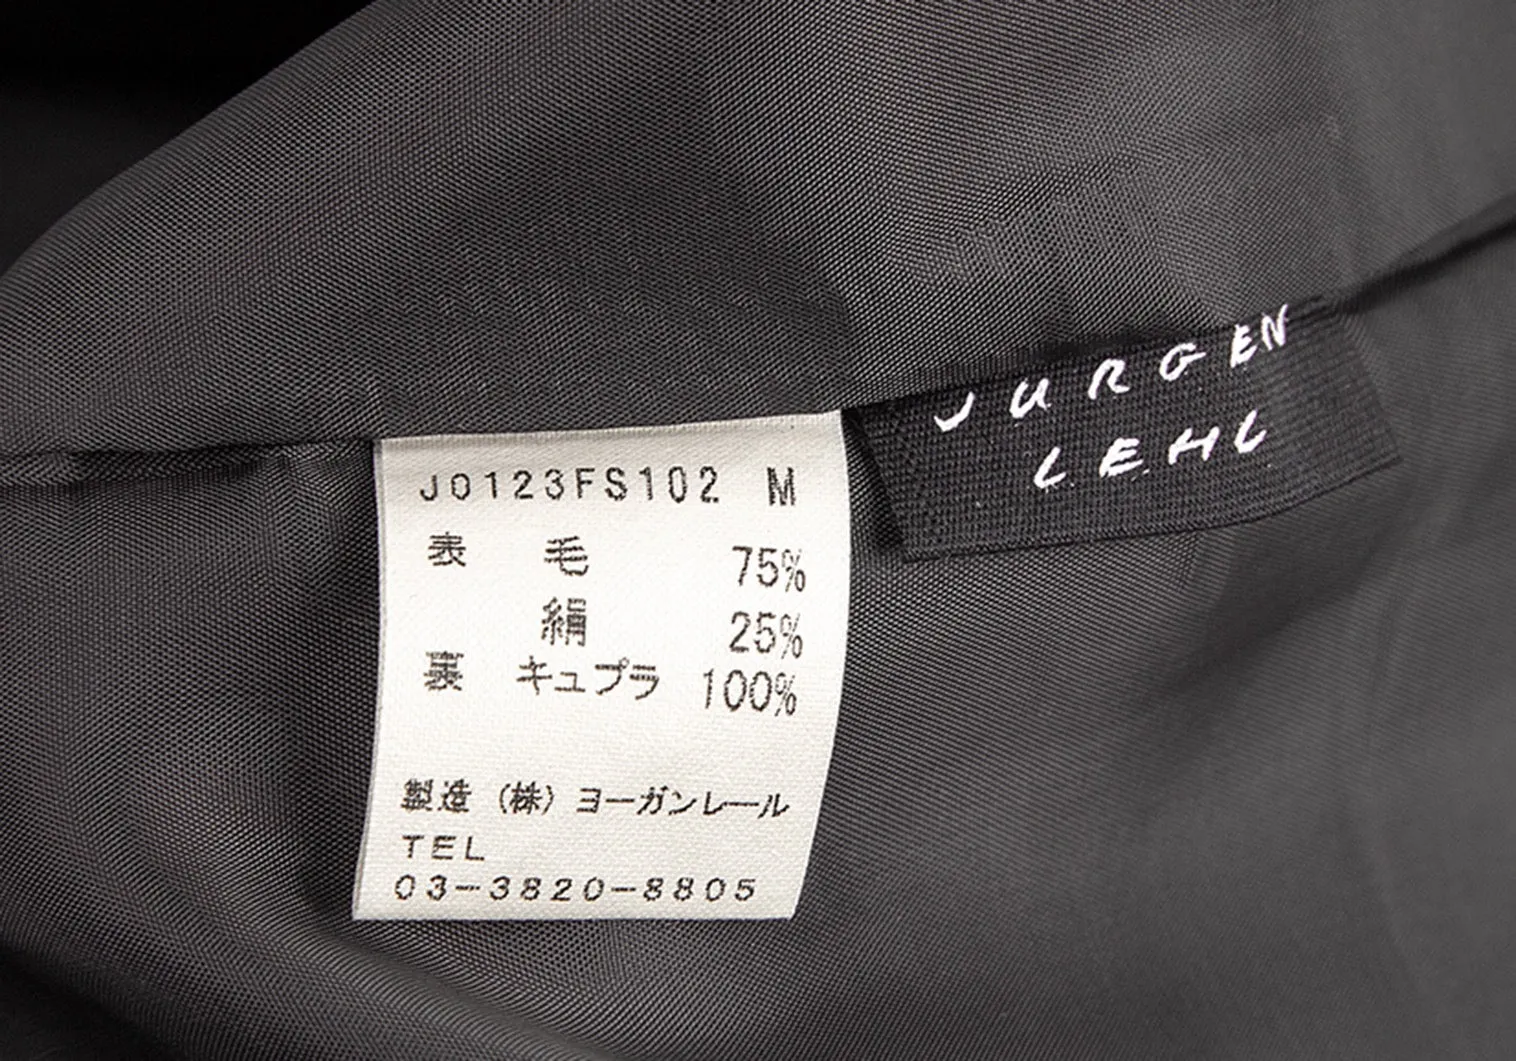 JURGEN
LEHL
J0123FS102 M
表 毛 75%
絹 25%
裏 キュプラ 100%
製造 (株) ヨーガンレール
TEL
03-3820-8805